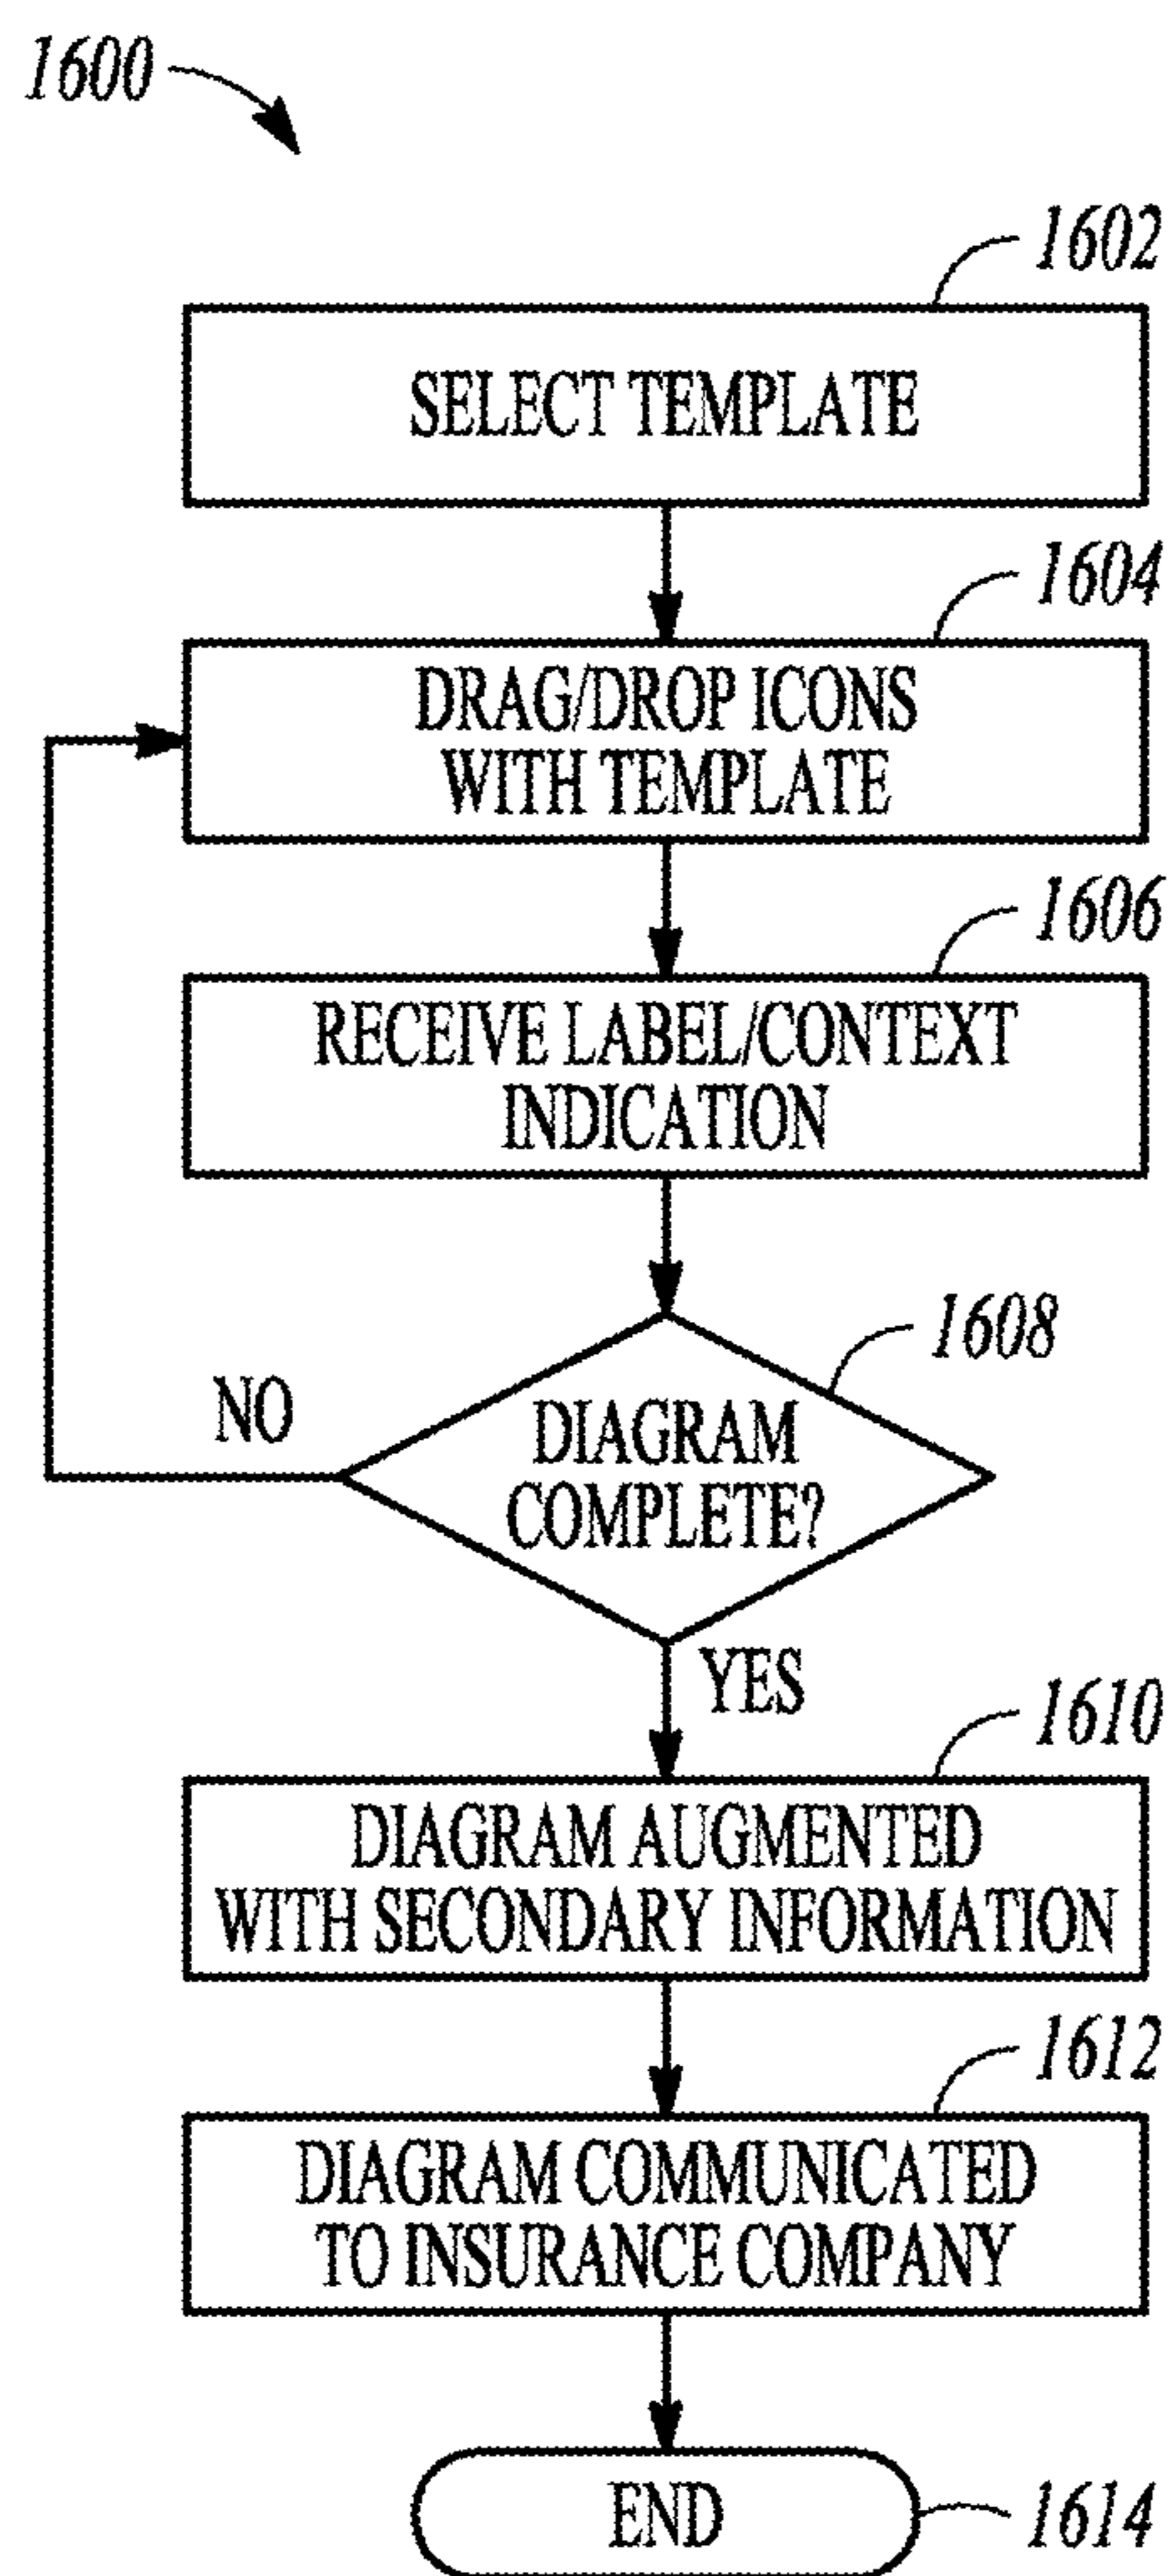 1600
1602
SELECT TEMPLATE
1604
DRAG/DROP ICONS
WITH TEMPLATE
1606
RECEIVE LABEL/CONTEXT
INDICATION
1608
NO
DIAGRAM
COMPLETE?
YES
1610
DIAGRAM AUGMENTED
WITH SECONDARY INFORMATION
1612
DIAGRAM COMMUNICATED
TO INSURANCE COMPANY
END
1614